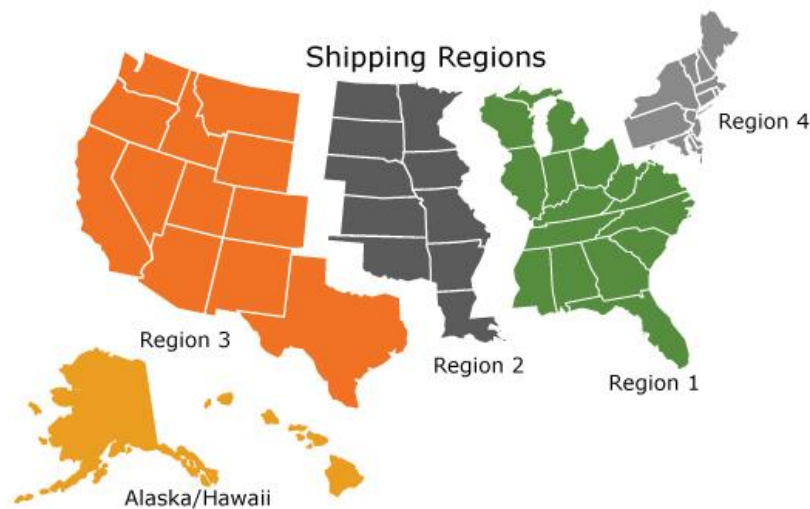 Shipping Regions
Region 4
Region 3
Region 2
Region 1
Alaska/Hawaii